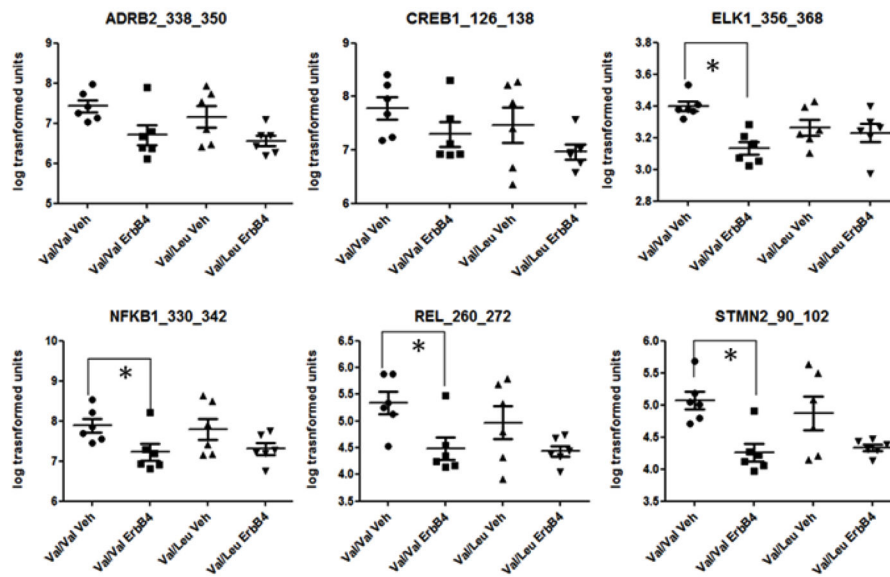 ADRB2_338_350
log trasnformed units
9
8
7
6
5
Val/Val Veh
Val/Val ErbB4
Val/Leu Veh
Val/Leu ErbB4
CREB1_126_138
log trasnformed units
9
8
7
6
Val/Val Veh
Val/Val ErbB4
Val/Leu Veh
Val/Leu ErbB4
ELK1_356_368
log trasnformed units
3.8
3.6
3.4
3.2
3.0
2.8
*
Val/Val Veh
Val/Val ErbB4
Val/Leu Veh
Val/Leu ErbB4
NFKB1_330_342
log trasnformed units
10
9
8
7
6
*
Val/Val Veh
Val/Val ErbB4
Val/Leu Veh
Val/Leu ErbB4
REL_260_272
log trasnformed units
6.5
6.0
5.5
5.0
4.5
4.0
3.5
*
Val/Val Veh
Val/Val ErbB4
Val/Leu Veh
Val/Leu ErbB4
STMN2_90_102
log trasnformed units
6.0
5.5
5.0
4.5
4.0
3.5
*
Val/Val Veh
Val/Val ErbB4
Val/Leu Veh
Val/Leu ErbB4